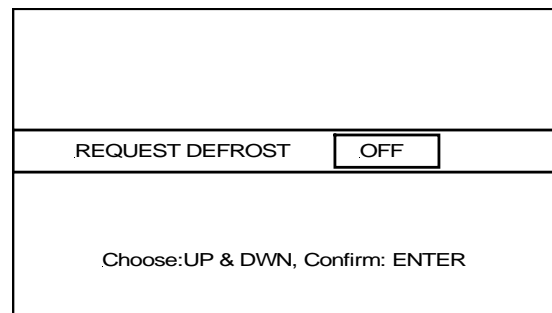 REQUEST DEFROST OFF
Choose:UP & DWN, Confirm: ENTER